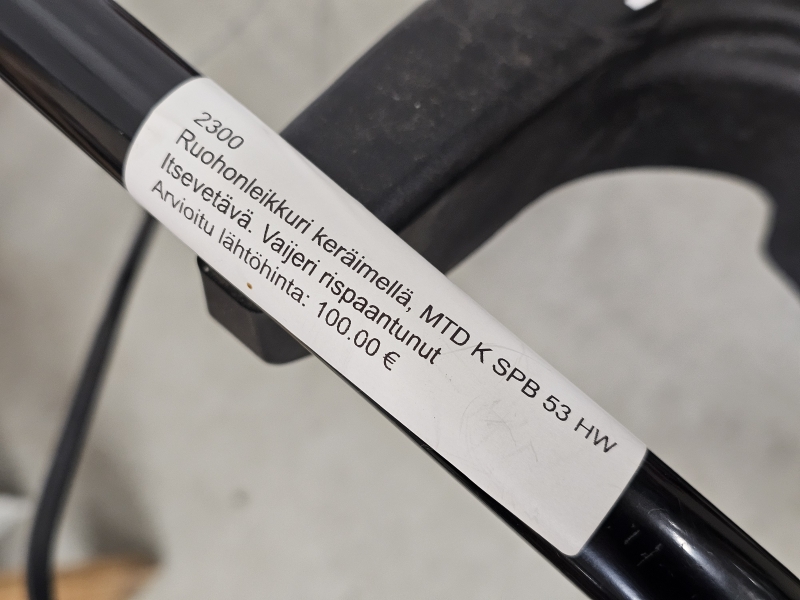 2300
Ruohonleikkuri keräimellä, MTD K SPB 53 HW
Itsevetävä. Vaijeri rispaantunut
Arvioitu lähtöhinta: 100.00 €